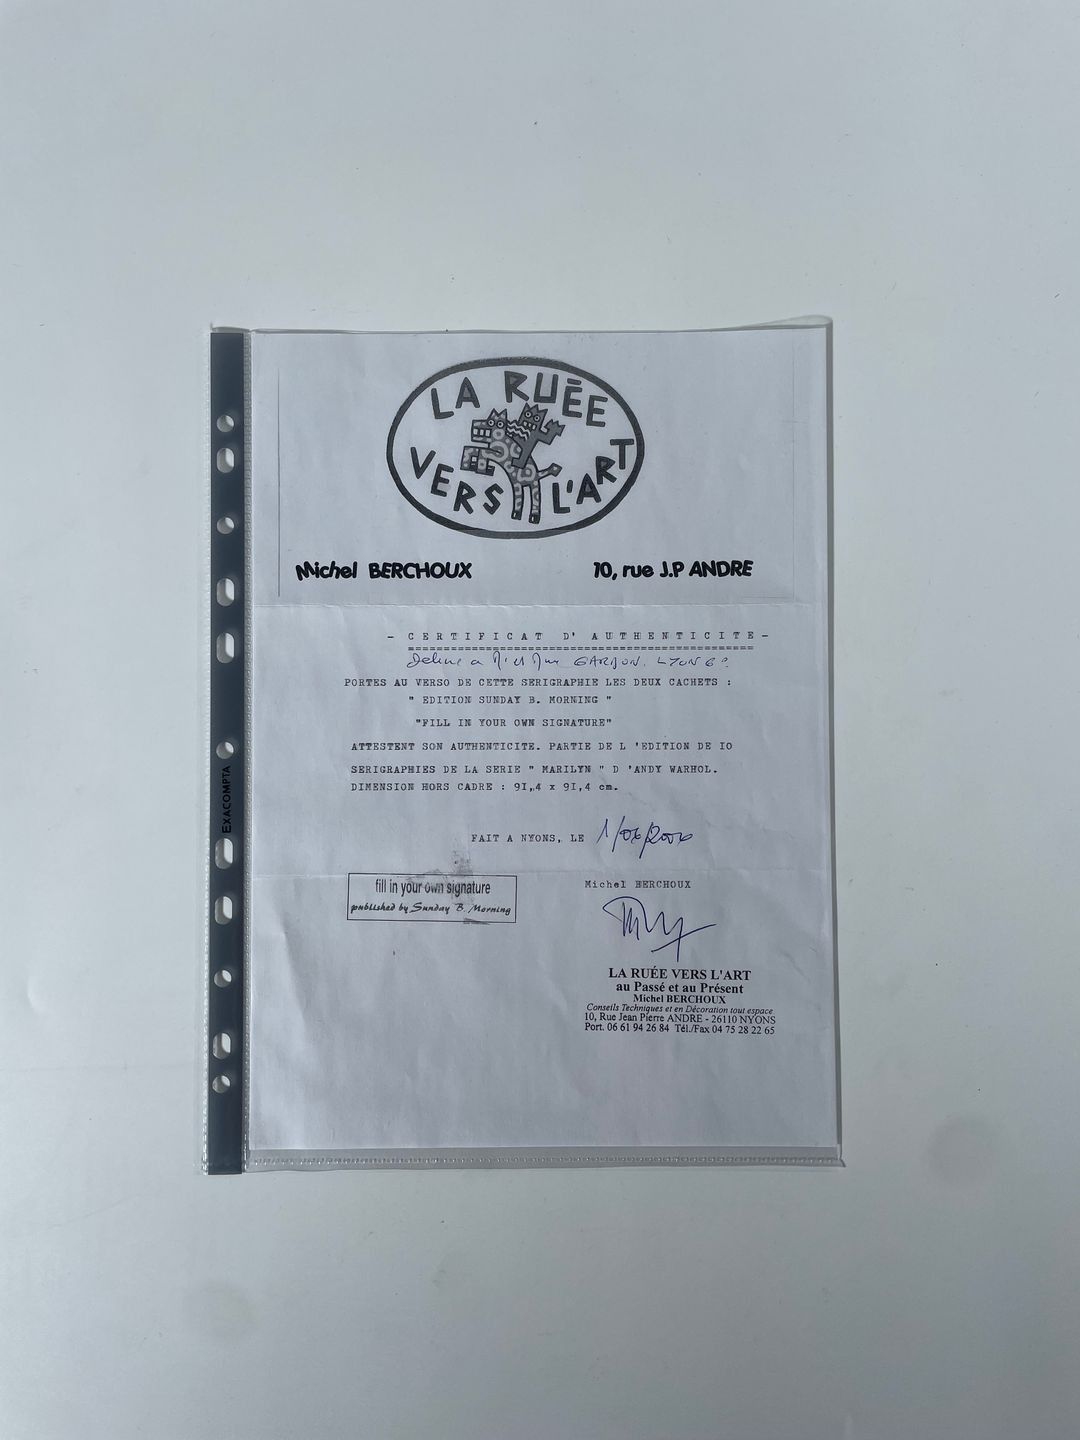 LA RUÉE
VERS L'ART
Michel BERCHOUX 10, rue J.P ANDRE
- CERTIFICAT D' AUTHENTICITE -
PORTES AU VERSO DE CETTE SERIGRAPHIE LES DEUX CACHETS :
" EDITION SUNDAY B. MORNING "
"FILL IN YOUR OWN SIGNATURE"
ATTESTENT SON AUTHENTICITE. PARTIE DE L 'EDITION DE IO
SERIGRAPHIES DE LA SERIE " MARILYN " D 'ANDY WARHOL.
DIMENSION HORS CADRE : 91,4 x 91,4 cm.
FAIT A NYONS, LE
fill in your own signature
published by Sunday B. Morning
Michel BERCHOUX
LA RUÉE VERS L'ART
au Passé et au Présent
Michel BERCHOUX
Conseils Techniques et en Décoration tout espace
10, Rue Jean Pierre ANDRE - 26110 NYONS
Port. 06 61 94 26 84 Tél./Fax 04 75 28 22 65
EXACOMPTA